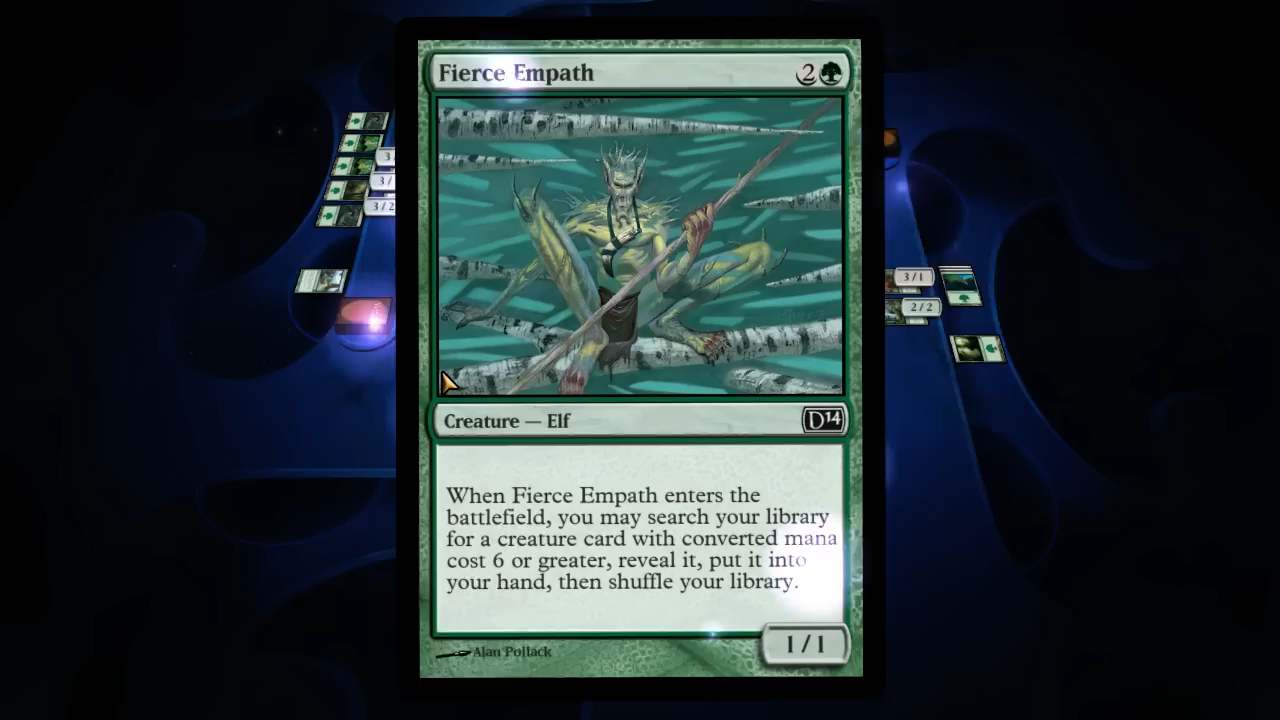 Fierce Empath 2
3
3/
3/2
3/1
2/2
Creature — Elf D14
When Fierce Empath enters the
battlefield, you may search your library
for a creature card with converted mana
cost 6 or greater, reveal it, put it into
your hand, then shuffle your library.
1/1
Alan Pollack